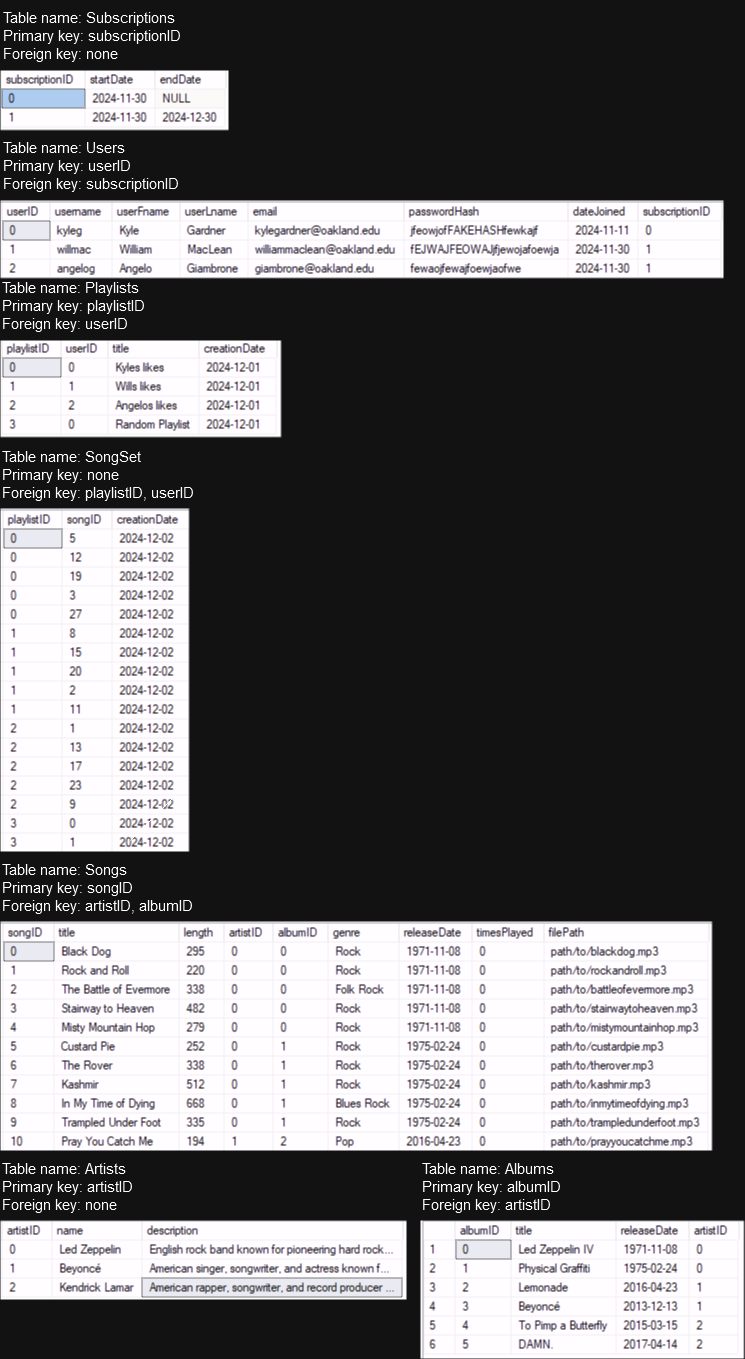 Table name: Subscriptions
Primary key: subscriptionID
Foreign key: none
subscriptionID startDate endDate
0 2024-11-30 NULL
1 2024-11-30 2024-12-30
Table name: Users
Primary key: userID
Foreign key: subscriptionID
userID username userFname userLname email passwordHash dateJoined subscriptionID
0 kyleg Kyle Gardner kylegardner@oakland.edu jfeowjofFAKEHASHfewkajf 2024-11-11 0
1 willmac William MacLean williammaclean@oakland.edu fEJWAJFEOWAJfjewojafoewja 2024-11-30 1
2 angelog Angelo Giambrone giambrone@oakland.edu fewaojfewajfoewjaofwe 2024-11-30 1
Table name: Playlists
Primary key: playlistID
Foreign key: userID
playlistID userID title creationDate
0 0 Kyles likes 2024-12-01
1 1 Wills likes 2024-12-01
2 2 Angelos likes 2024-12-01
3 0 Random Playlist 2024-12-01
Table name: SongSet
Primary key: none
Foreign key: playlistID, userID
playlistID songID creationDate
0 5 2024-12-02
0 12 2024-12-02
0 19 2024-12-02
0 3 2024-12-02
0 27 2024-12-02
1 8 2024-12-02
1 15 2024-12-02
1 20 2024-12-02
1 2 2024-12-02
1 11 2024-12-02
2 1 2024-12-02
2 13 2024-12-02
2 17 2024-12-02
2 23 2024-12-02
2 9 2024-12-02
3 0 2024-12-02
3 1 2024-12-02
Table name: Songs
Primary key: songID
Foreign key: artistID, albumID
songID title length artistID albumID genre releaseDate timesPlayed filePath
0 Black Dog 295 0 0 Rock 1971-11-08 0 path/to/blackdog.mp3
1 Rock and Roll 220 0 0 Rock 1971-11-08 0 path/to/rockandroll.mp3
2 The Battle of Evermore 338 0 0 Folk Rock 1971-11-08 0 path/to/battleofevermore.mp3
3 Stairway to Heaven 482 0 0 Rock 1971-11-08 0 path/to/stairwaytoheaven.mp3
4 Misty Mountain Hop 279 0 0 Rock 1971-11-08 0 path/to/mistymountainhop.mp3
5 Custard Pie 252 0 1 Rock 1975-02-24 0 path/to/custardpie.mp3
6 The Rover 338 0 1 Rock 1975-02-24 0 path/to/therover.mp3
7 Kashmir 512 0 1 Rock 1975-02-24 0 path/to/kashmir.mp3
8 In My Time of Dying 668 0 1 Blues Rock 1975-02-24 0 path/to/inmytimeofdying.mp3
9 Trampled Under Foot 335 0 1 Rock 1975-02-24 0 path/to/trampledunderfoot.mp3
10 Pray You Catch Me 194 1 2 Pop 2016-04-23 0 path/to/prayyoucatchme.mp3
Table name: Artists
Primary key: artistID
Foreign key: none
artistID name description
0 Led Zeppelin English rock band known for pioneering hard rock...
1 Beyoncé American singer, songwriter, and actress known f...
2 Kendrick Lamar American rapper, songwriter, and record producer ...
Table name: Albums
Primary key: albumID
Foreign key: artistID
albumID title releaseDate artistID
1 0 Led Zeppelin IV 1971-11-08 0
2 1 Physical Graffiti 1975-02-24 0
3 2 Lemonade 2016-04-23 1
4 3 Beyoncé 2013-12-13 1
5 4 To Pimp a Butterfly 2015-03-15 2
6 5 DAMN. 2017-04-14 2